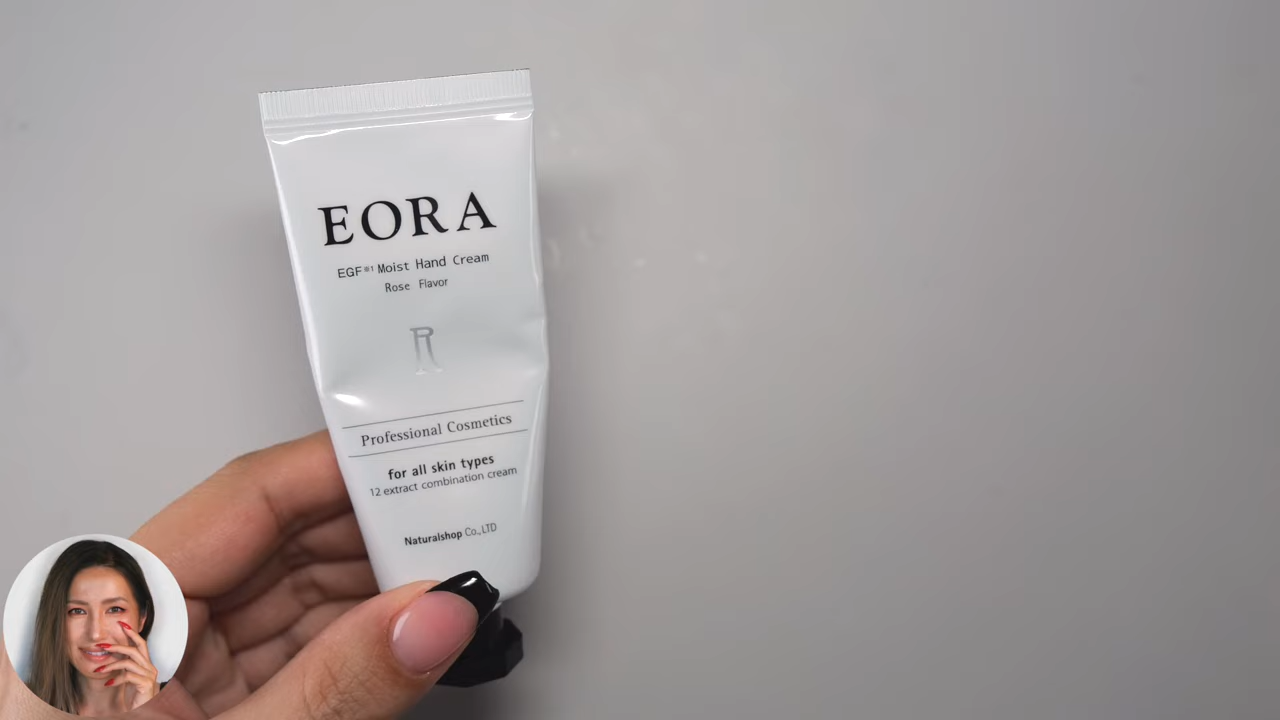 EORA
EGF※1 Moist Hand Cream
Rose Flavor
Professional Cosmetics
for all skin types
12 extract combination cream
Naturalshop Co.,LTD